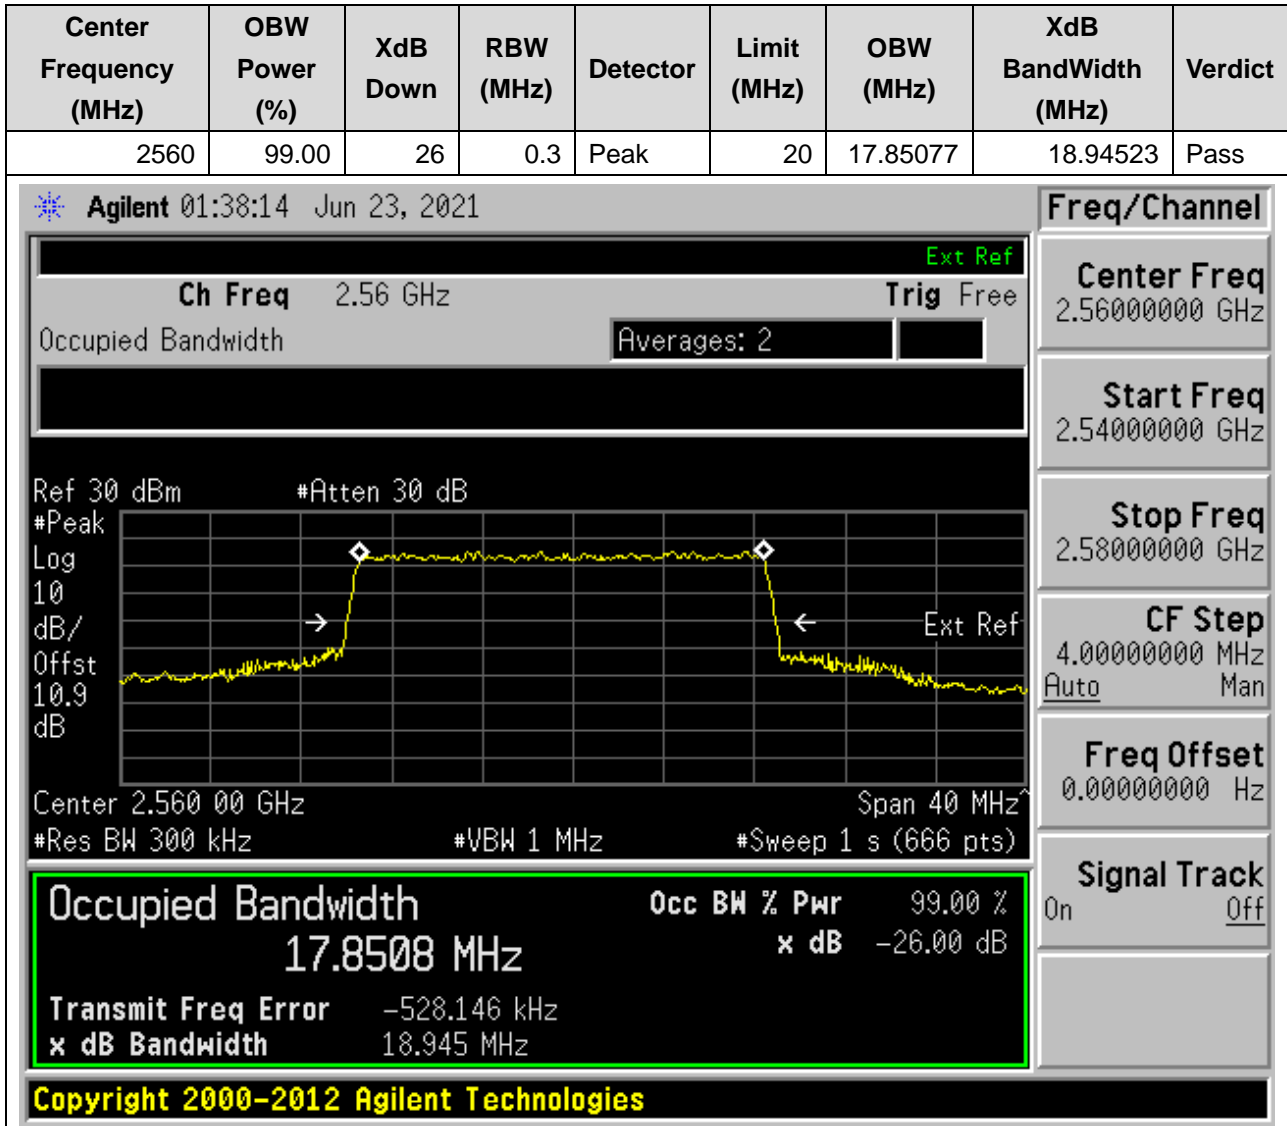 Center Frequency (MHz) OBW Power (%) XdB Down RBW (MHz) Detector Limit (MHz) OBW (MHz) XdB BandWidth (MHz) Verdict
2560 99.00 26 0.3 Peak 20 17.85077 18.94523 Pass
Agilent 01:38:14 Jun 23, 2021
Freq/Channel
Ext Ref
Ch Freq 2.56 GHz Trig Free
Occupied Bandwidth Averages: 2
Ref 30 dBm #Atten 30 dB
#Peak
Log
10
dB/
Offst
10.9
dB
Ext Ref
Center 2.560 00 GHz Span 40 MHz^
#Res BW 300 kHz #VBW 1 MHz #Sweep 1 s (666 pts)
Occupied Bandwidth Occ BW % Pwr 99.00 %
17.8508 MHz x dB -26.00 dB
Transmit Freq Error -528.146 kHz
x dB Bandwidth 18.945 MHz
Copyright 2000-2012 Agilent Technologies
Center Freq
2.56000000 GHz
Start Freq
2.54000000 GHz
Stop Freq
2.58000000 GHz
CF Step
4.00000000 MHz
Auto Man
Freq Offset
0.00000000 Hz
Signal Track
On Off